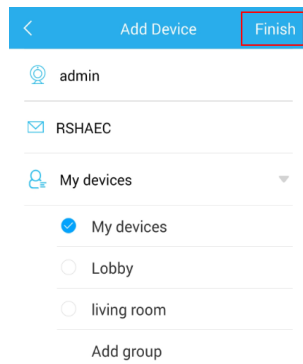 Add Device Finish
admin
RSHAEC
My devices
My devices
Lobby
living room
Add group